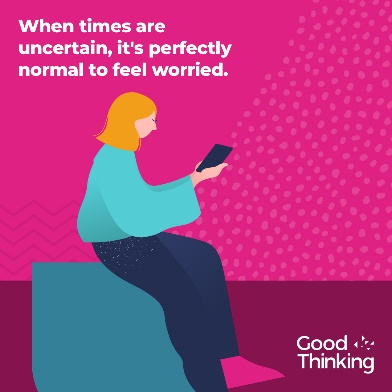 When times are
uncertain, it's perfectly
normal to feel worried.
Good
Thinking